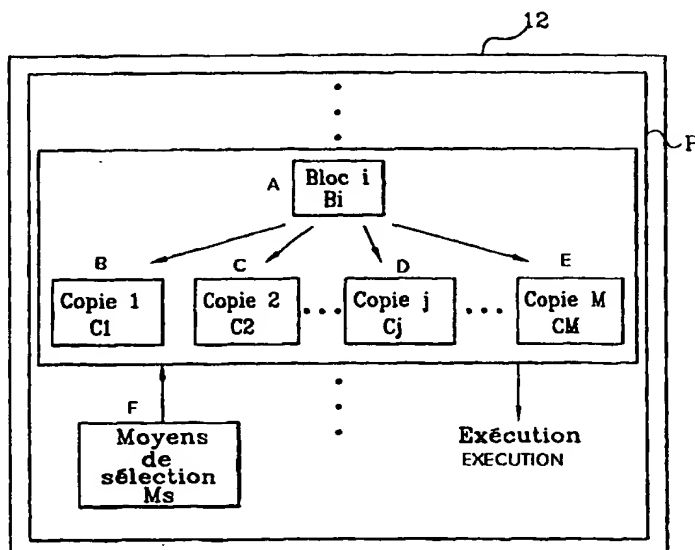 12
P
A
Bloc i
Bi
B
C
D
E
Copie 1
C1
Copie 2
C2
Copie j
Cj
Copie M
CM
F
Moyens
de
sélection
Ms
Exécution
EXECUTION